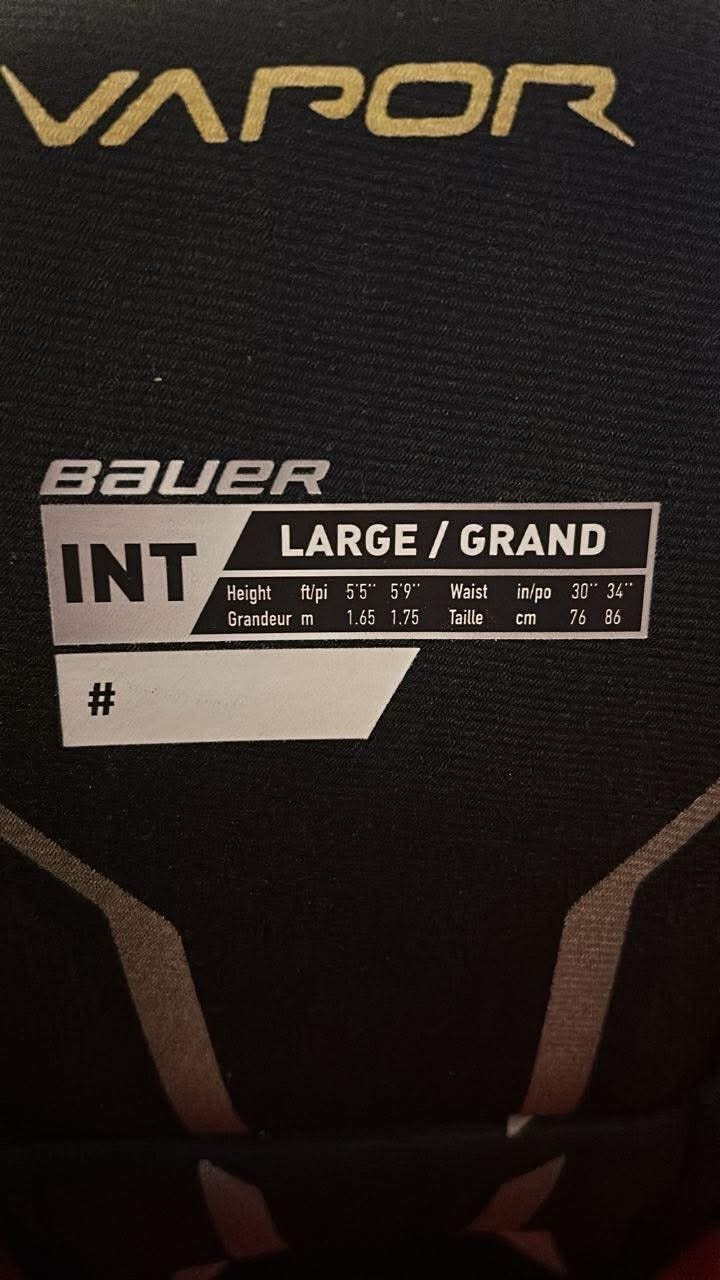 VAPOR
BAUER
INT
LARGE / GRAND
Height ft/pi 5'5'' 5'9'' Waist in/po 30'' 34''
Grandeur m 1.65 1.75 Taille cm 76 86
#